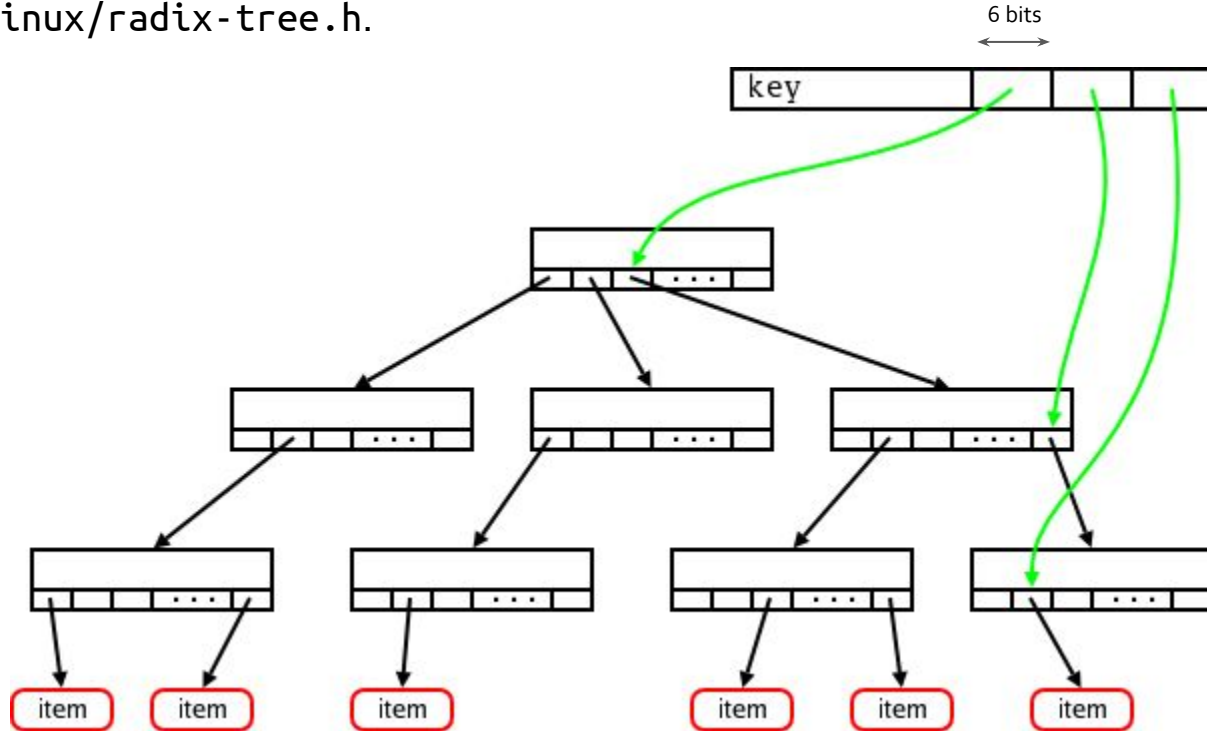 inux/radix-tree.h.
6 bits
key
. . .
. . .
. . .
. . .
. . .
. . .
. . .
. . .
item
item
item
item
item
item